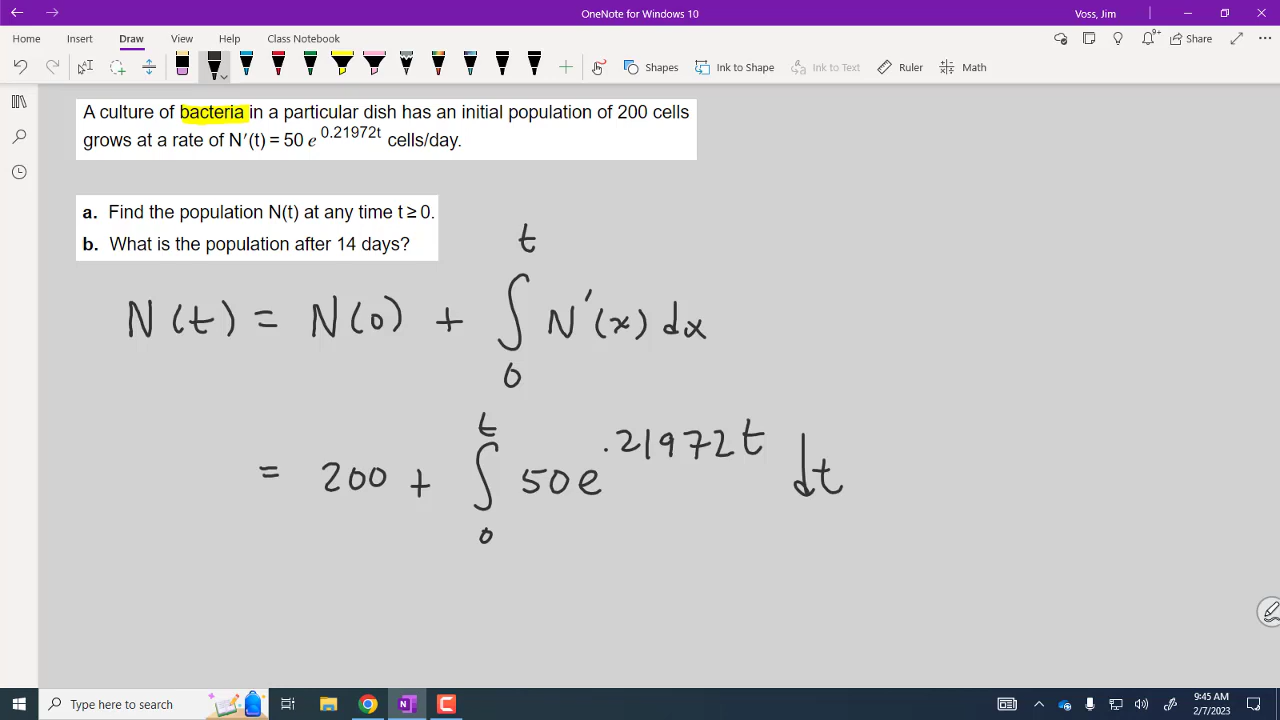 OneNote for Windows 10
Voss, Jim
Home Insert Draw View Help Class Notebook
Share
Shapes Ink to Shape Ink to Text Ruler Math
A culture of bacteria in a particular dish has an initial population of 200 cells
grows at a rate of N′(t) = 50 e^0.21972t cells/day.
a. Find the population N(t) at any time t ≥ 0.
b. What is the population after 14 days?
N(t) = N(0) + ∫₀ᵗ N′(x) dx
= 200 + ∫₀ᵗ 50e^.21972t dt
Type here to search
9:45 AM
2/7/2023